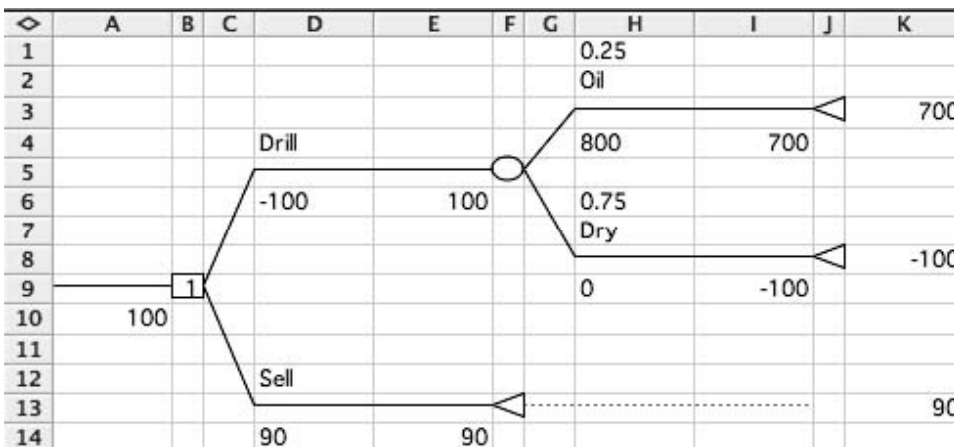 A B C D E F G H I J K
1 0.25
2 Oil
3 700
4 Drill 800 700
5
6 -100 100 0.75
7 Dry
8 -100
9 1 0 -100
10 100
11
12 Sell
13 90
14 90 90